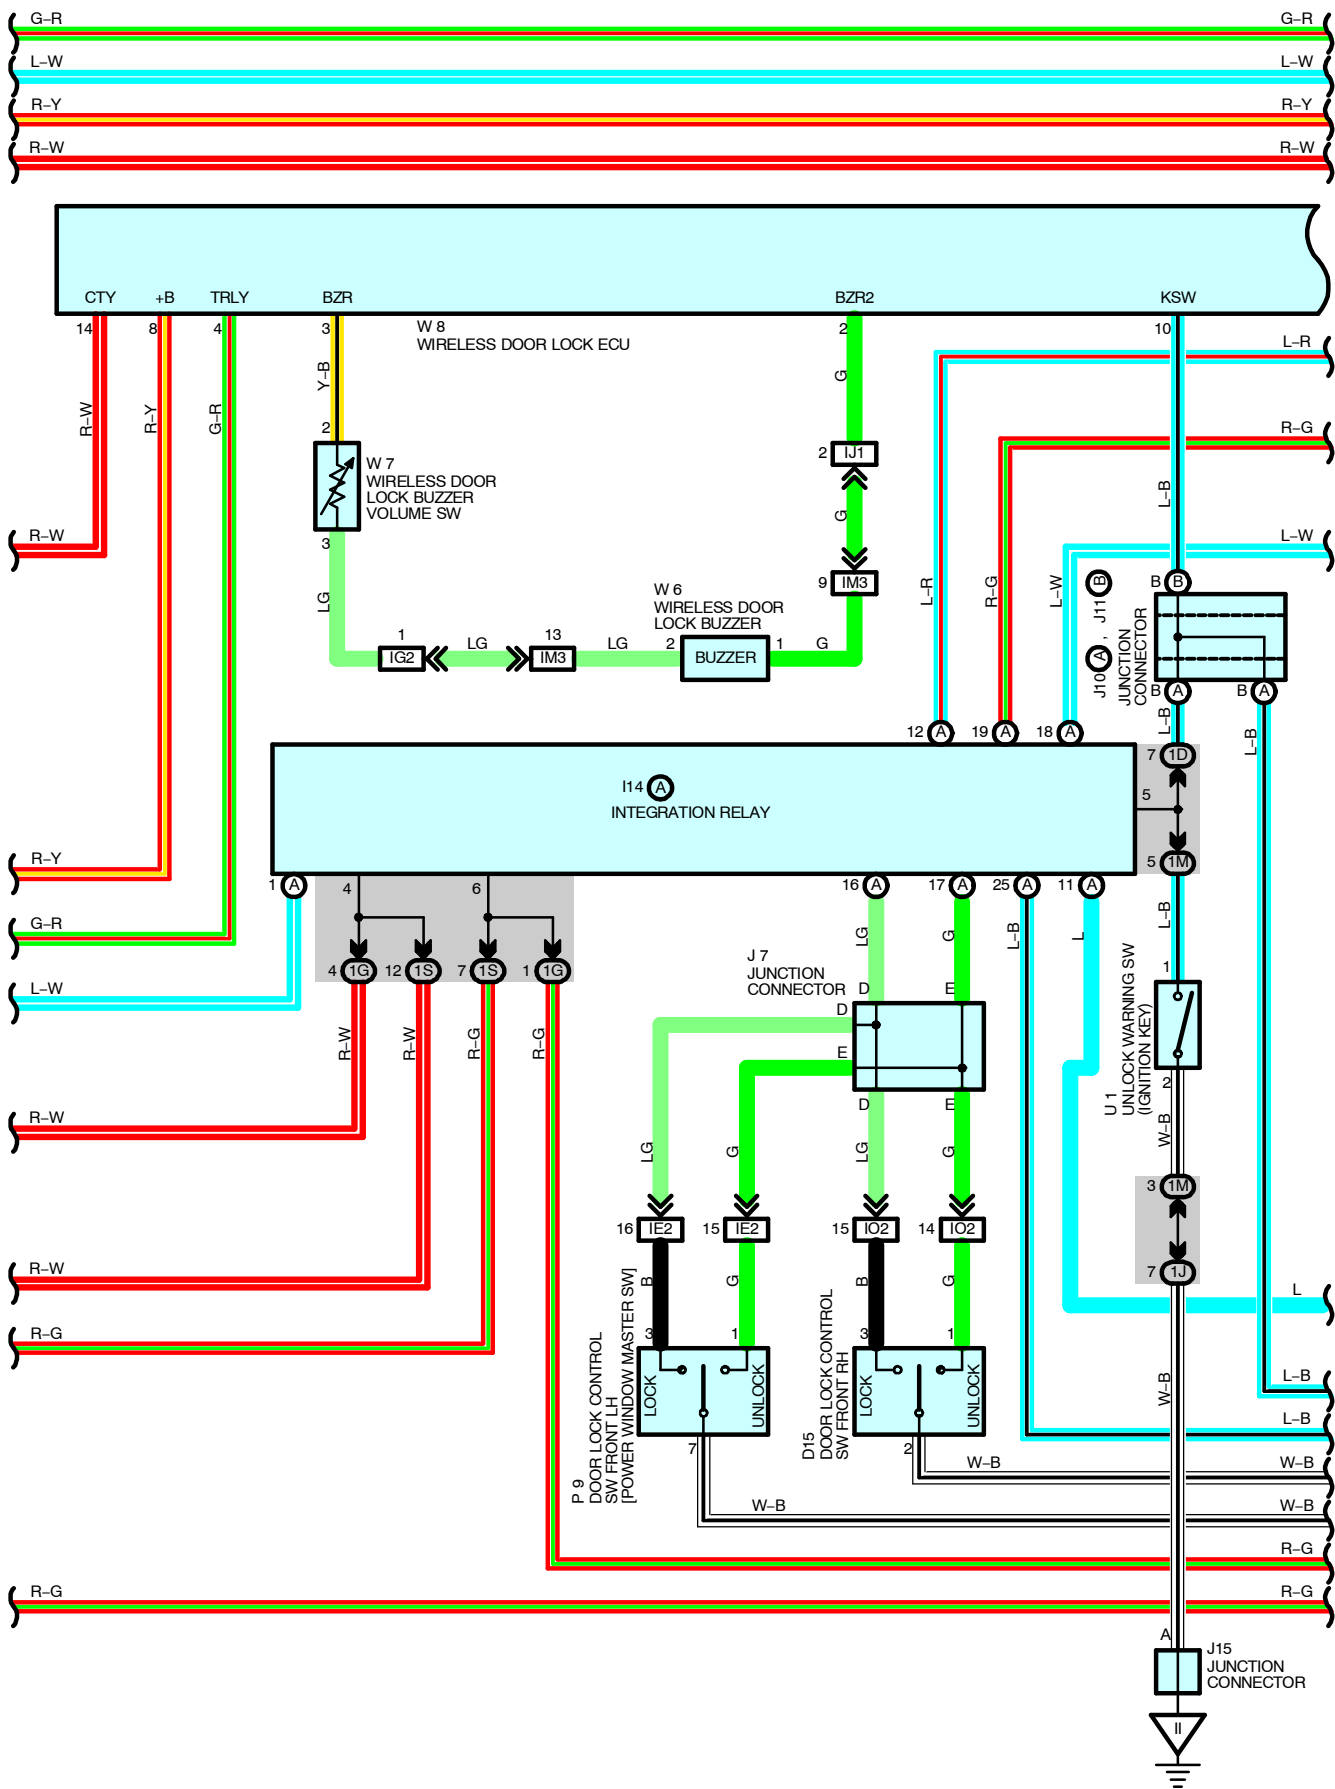 G–R G–R
L–W L–W
R–Y R–Y
R–W R–W
CTY +B TRLY BZR BZR2 KSW
14 8 4 3 2 10
W 8
WIRELESS DOOR LOCK ECU
L–R
R–W R–Y G–R Y–B G
2
2 IJ1
R–G
W 7
WIRELESS DOOR
LOCK BUZZER
VOLUME SW
L–B
G
R–W
3
L–W
9 IM3
LG
L–R R–G L–W
B B
J10 A , J11 B
JUNCTION
CONNECTOR
W 6
WIRELESS DOOR
LOCK BUZZER
1 LG 13 LG 2 BUZZER 1 G
IG2 IM3
B A B A
L–B L–B
12 A 19 A 18 A
7 1D
5
I14 A
INTEGRATION RELAY
R–Y
5 1M
1 A 4 6 16 A 17 A 25 A 11 A
LG G L–B L L–B
G–R
4 1G 12 1S 7 1S 1 1G
J 7
JUNCTION
CONNECTOR
D E
D
E
D E
1
L–W
R–W R–W R–G R–G
U 1
UNLOCK WARNING SW
(IGNITION KEY)
2
W–B
R–W
LG G LG G
3 1M
16 IE2 15 IE2 15 IO2 14 IO2
R–W
B G B G
7 1J
L
R–G
3 1 3 1
LOCK UNLOCK LOCK UNLOCK
P 9
DOOR LOCK CONTROL
SW FRONT LH
[POWER WINDOW MASTER SW]
D15
DOOR LOCK CONTROL
SW FRONT RH
W–B
L–B
L–B
7 2
W–B W–B
W–B W–B
R–G
R–G R–G
A
J15
JUNCTION
CONNECTOR
II